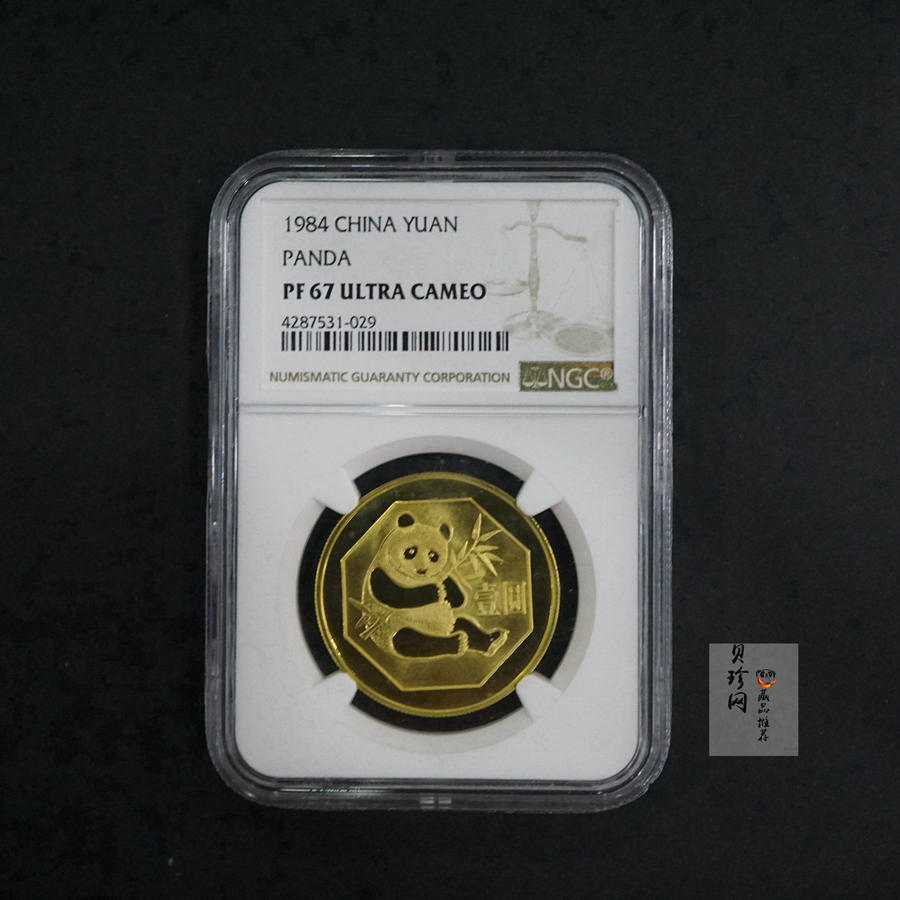 1984 CHINA YUAN
PANDA
PF 67 ULTRA CAMEO
4287531-029
NUMISMATIC GUARANTY CORPORATION
NGC®
壹圆
贝珍网
藏品推荐